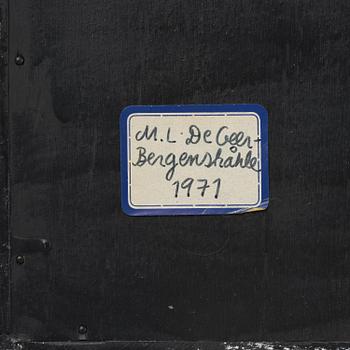 M. L. De Geer-
Bergenstråhle
1971